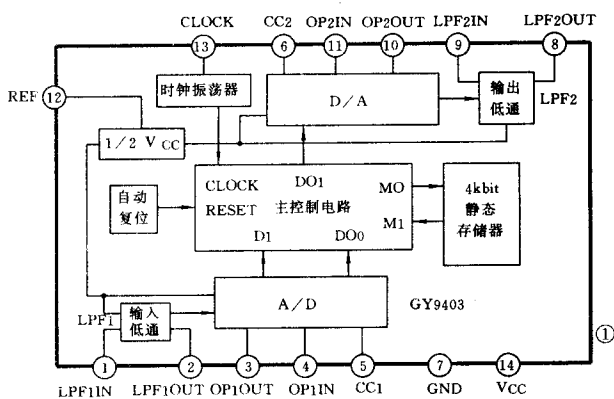 CLOCK CC2 OP2IN OP2OUT LPF2IN LPF2OUT
13 6 11 10 9 8
REF 12
时钟振荡器
D/A
输出
低通
LPF2
1/2 VCC
CLOCK DO1 MO
RESET 主控制电路
M1
D1 DO0
自动
复位
4kbit
静态
存储器
A/D
GY9403
LPF1
输入
低通
①
1 2 3 4 5 7 14
LPF1IN LPF1OUT OP1OUT OP1IN CC1 GND VCC